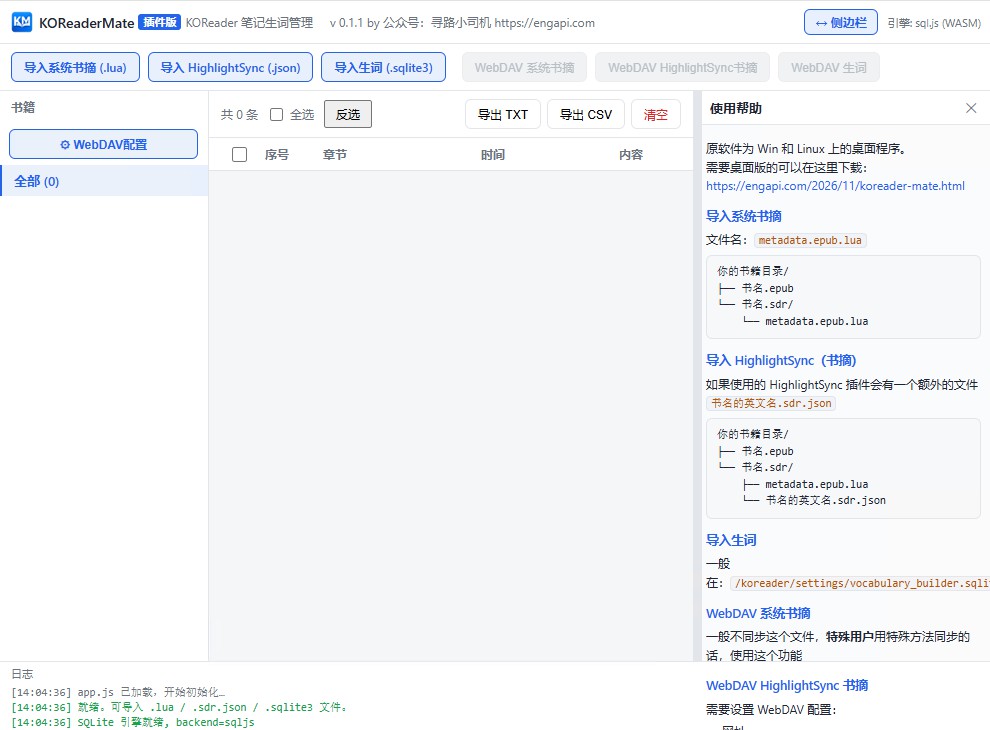 KM KOReaderMate 插件版 KOReader 笔记生词管理 v 0.1.1 by 公众号：寻路小司机 https://engapi.com ↔ 侧边栏 引擎: sql.js (WASM)
导入系统书摘 (.lua) 导入 HighlightSync (.json) 导入生词 (.sqlite3) WebDAV 系统书摘 WebDAV HighlightSync书摘 WebDAV 生词
书籍
⚙ WebDAV配置
全部 (0)
共 0 条 全选 反选 导出 TXT 导出 CSV 清空
序号 章节 时间 内容
使用帮助 ×
原软件为 Win 和 Linux 上的桌面程序。
需要桌面版的可以在这里下载：
https://engapi.com/2026/11/koreader-mate.html
导入系统书摘
文件名： metadata.epub.lua
你的书籍目录/
├── 书名.epub
└── 书名.sdr/
    └── metadata.epub.lua
导入 HighlightSync（书摘)
如果使用的 HighlightSync 插件会有一个额外的文件
书名的英文名.sdr.json
你的书籍目录/
├── 书名.epub
└── 书名.sdr/
    ├── metadata.epub.lua
    └── 书名的英文名.sdr.json
导入生词
一般
在： /koreader/settings/vocabulary_builder.sqli
WebDAV 系统书摘
一般不同步这个文件，特殊用户用特殊方法同步的
话，使用这个功能
WebDAV HighlightSync 书摘
需要设置 WebDAV 配置：
日志
[14:04:36] app.js 已加载，开始初始化…
[14:04:36] 就绪。可导入 .lua / .sdr.json / .sqlite3 文件。
[14:04:36] SQLite 引擎就绪, backend=sqljs